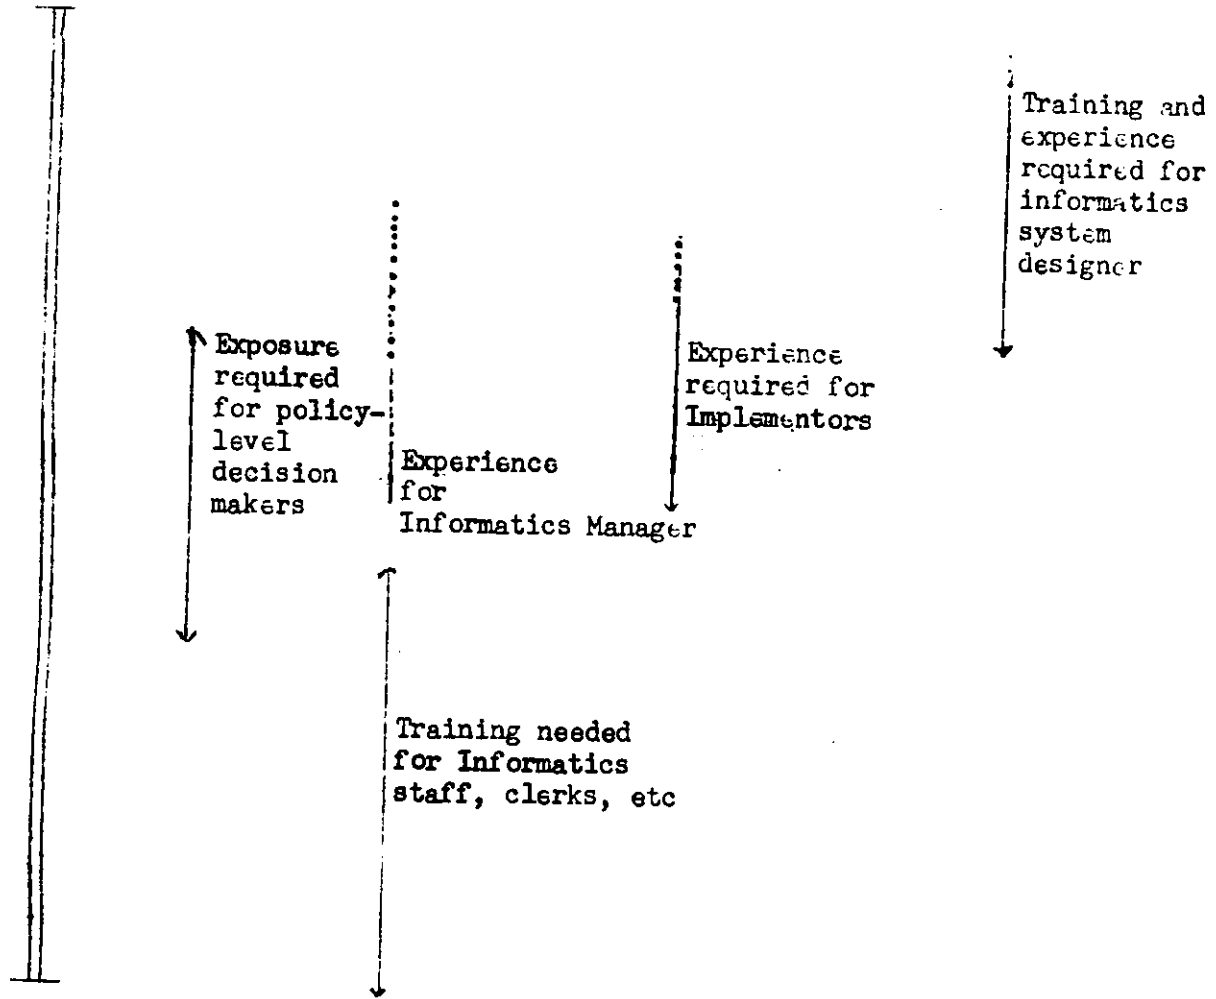 Training and
experience
required for
informatics
system
designer
Exposure
required
for policy-
level
decision
makers
Experience
for
Informatics Manager
Experience
required for
Implementors
Training needed
for Informatics
staff, clerks, etc